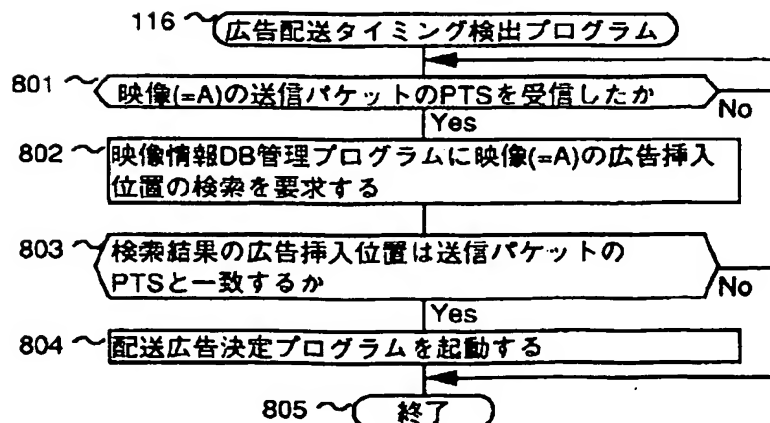 116
広告配送タイミング検出プログラム
801
映像(=A)の送信パケットのPTSを受信したか
No
Yes
802
映像情報DB管理プログラムに映像(=A)の広告挿入
位置の検索を要求する
803
検索結果の広告挿入位置は送信パケットの
PTSと一致するか
No
Yes
804
配送広告決定プログラムを起動する
805
終了